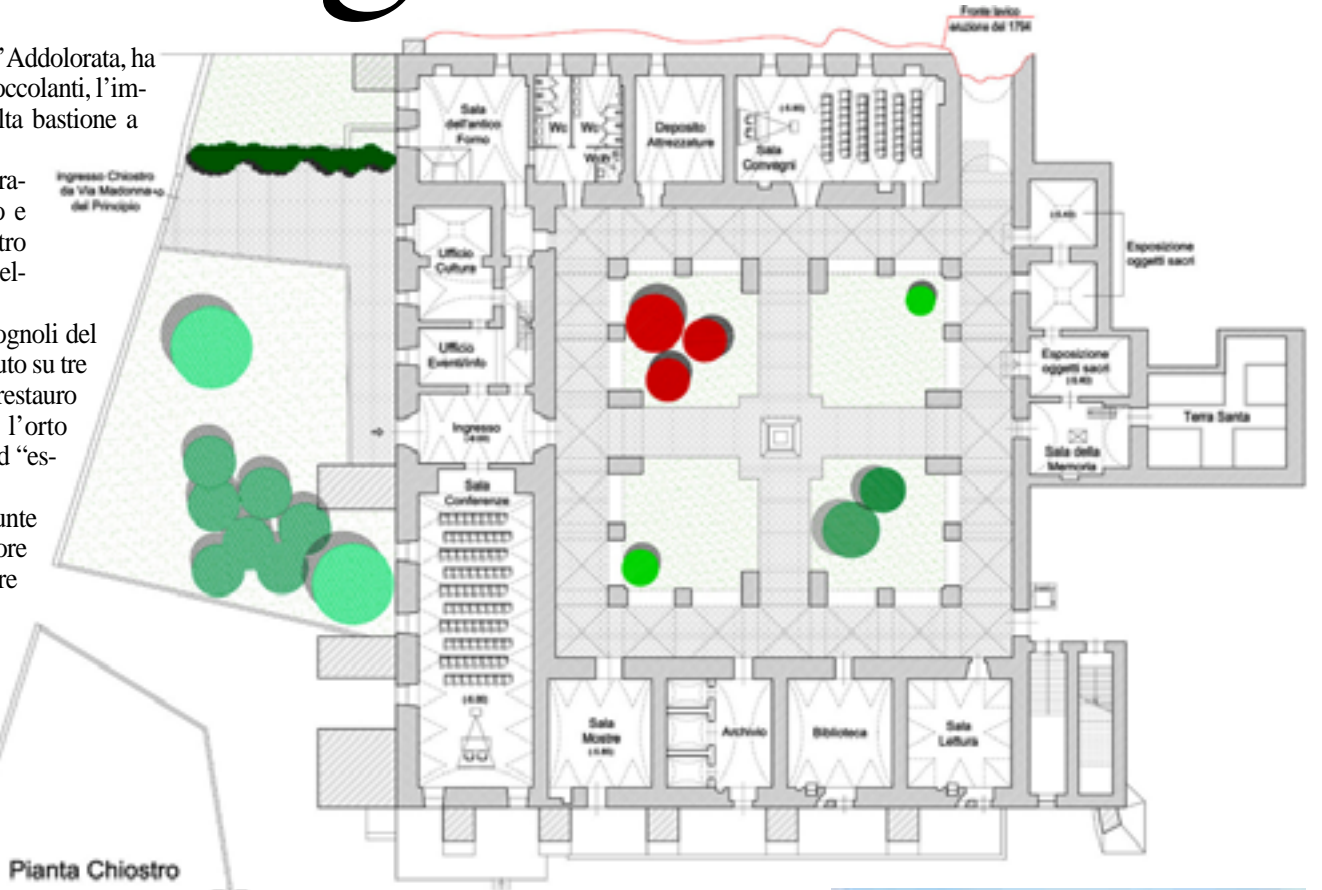 Fronte lavico
eruzione del 1794
l'Addolorata, ha
occolanti, l'im-
lta bastione a
ra-
o e
tro
el-
ognoli del
uto su tre
restauro
l'orto
d “es-
unte
ore
re
ingresso Chiostro
da Via Madonna
del Principio
Sala
dell'antico
Forno
Wc
Wc
Deposito
Attrezzature
Sala
Convegni
Ufficio
Culture
Ufficio
Eventi/info
Ingresso
Sala
Conferenze
Esposizione
oggetti sacri
Esposizione
oggetti sacri
Terra Santa
Sala della
Memoria
Sala
Mostre
Archivio
Biblioteca
Sala
Lettura
Pianta Chiostro